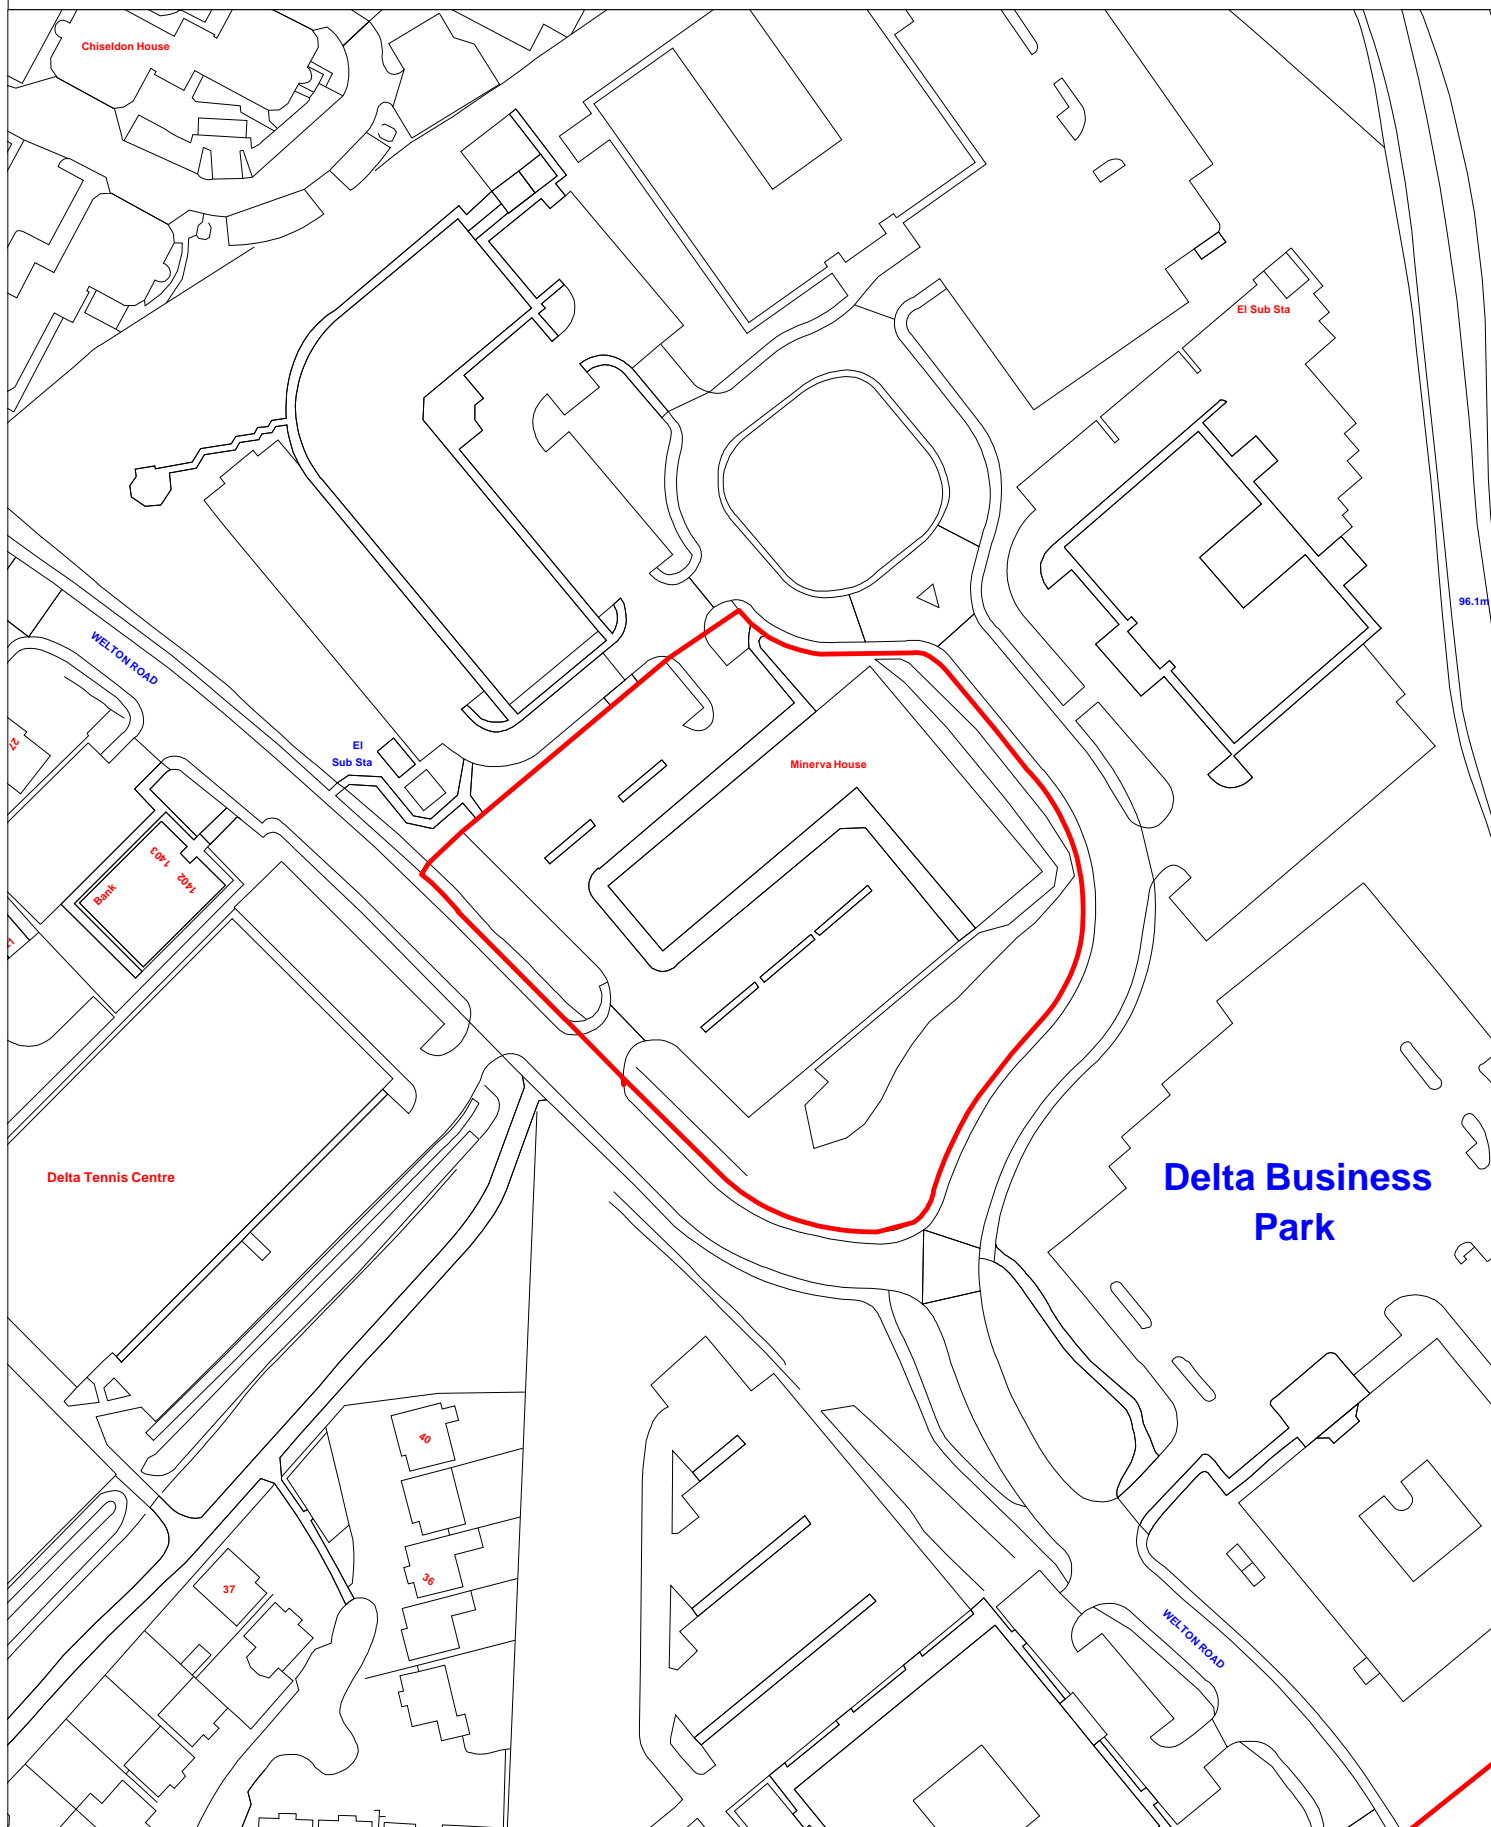 Chiseldon House
El Sub Sta
96.1m
WELTON ROAD
27
El
Sub Sta
Minerva House
1403
1402
Bank
Delta Tennis Centre
Delta Business
Park
40
36
37
WELTON ROAD